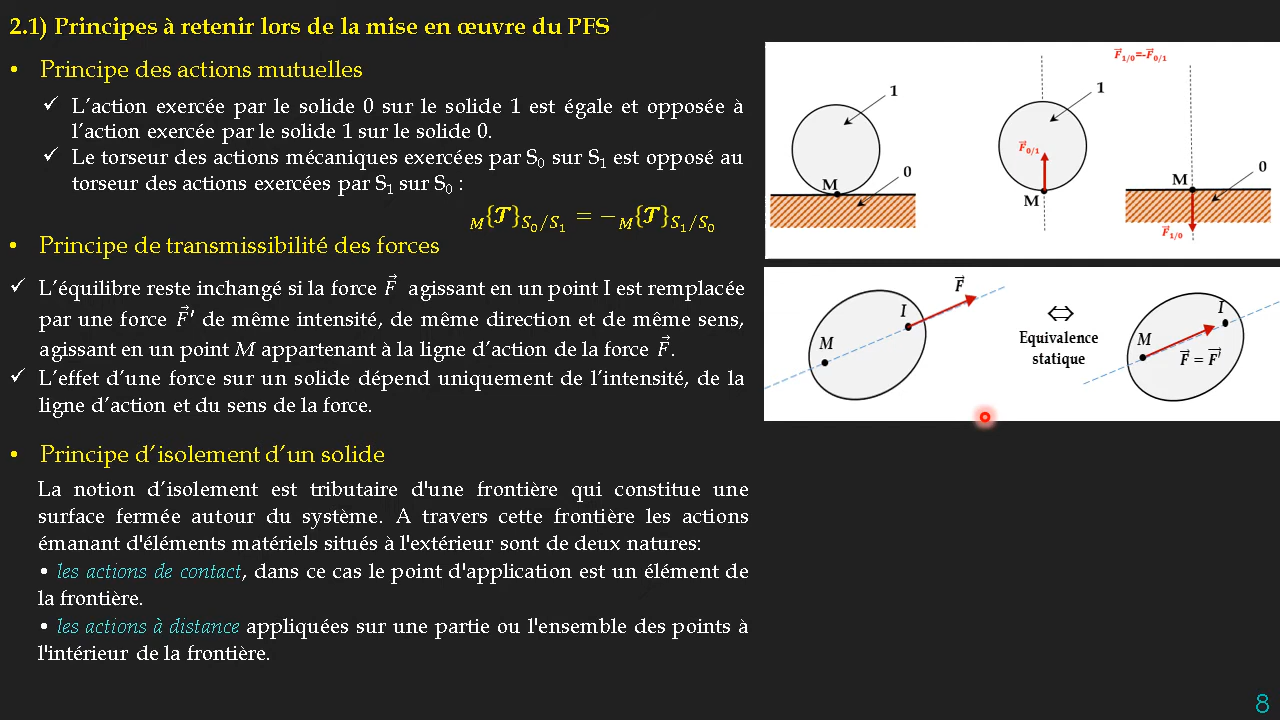 2.1) Principes à retenir lors de la mise en œuvre du PFS
• Principe des actions mutuelles
✓ L’action exercée par le solide 0 sur le solide 1 est égale et opposée à
l’action exercée par le solide 1 sur le solide 0.
✓ Le torseur des actions mécaniques exercées par S₀ sur S₁ est opposé au
torseur des actions exercées par S₁ sur S₀ :
M{𝓣}S₀/S₁ = −M{𝓣}S₁/S₀
• Principe de transmissibilité des forces
✓ L’équilibre reste inchangé si la force F⃗ agissant en un point I est remplacée
par une force F⃗′ de même intensité, de même direction et de même sens,
agissant en un point M appartenant à la ligne d’action de la force F⃗.
✓ L’effet d’une force sur un solide dépend uniquement de l’intensité, de la
ligne d’action et du sens de la force.
• Principe d’isolement d’un solide
La notion d’isolement est tributaire d'une frontière qui constitue une
surface fermée autour du système. A travers cette frontière les actions
émanant d'éléments matériels situés à l'extérieur sont de deux natures:
• les actions de contact, dans ce cas le point d'application est un élément de
la frontière.
• les actions à distance appliquées sur une partie ou l'ensemble des points à
l'intérieur de la frontière.
F⃗1/0=-F⃗0/1
1
M
0
1
F⃗0/1
M
M
0
F⃗1/0
F⃗
I
M
⇔
Equivalence
statique
I
M
F⃗ = F⃗′
8